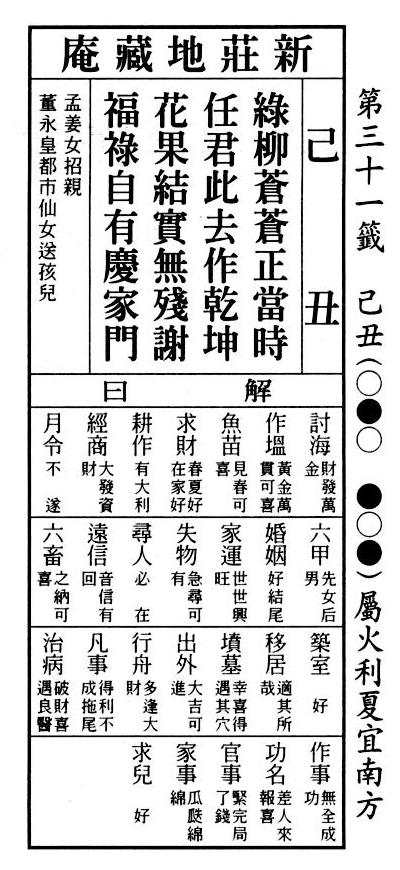 第三十一籤 己丑(○●○ ●○●)屬火利夏宜南方
新莊地藏庵
己丑
綠柳蒼蒼正當時
任君此去作乾坤
花果結實無殘謝
福祿自有慶家門
孟姜女招親
董永皇都市仙女送孩兒
解曰
討海 財發萬金
作塭 黃金萬貫可喜
魚苗 見春可喜
求財 春夏好在家好
耕作 有大利
經商 大發資財
月令 不遂
六甲 先女后男
婚姻 好結尾
家運 世世興旺
失物 急尋可有
尋人 必在
遠信 音信有回
六畜 之納可喜
築室 好
移居 適其所哉
墳墓 幸喜得遇其穴
出外 大吉可進
行舟 多逢大財
凡事 得利不成拖尾
治病 破財喜遇良醫
作事 無全成功
功名 差人來報喜
官事 緊完局了錢
家事 瓜瓞綿綿
求兒 好